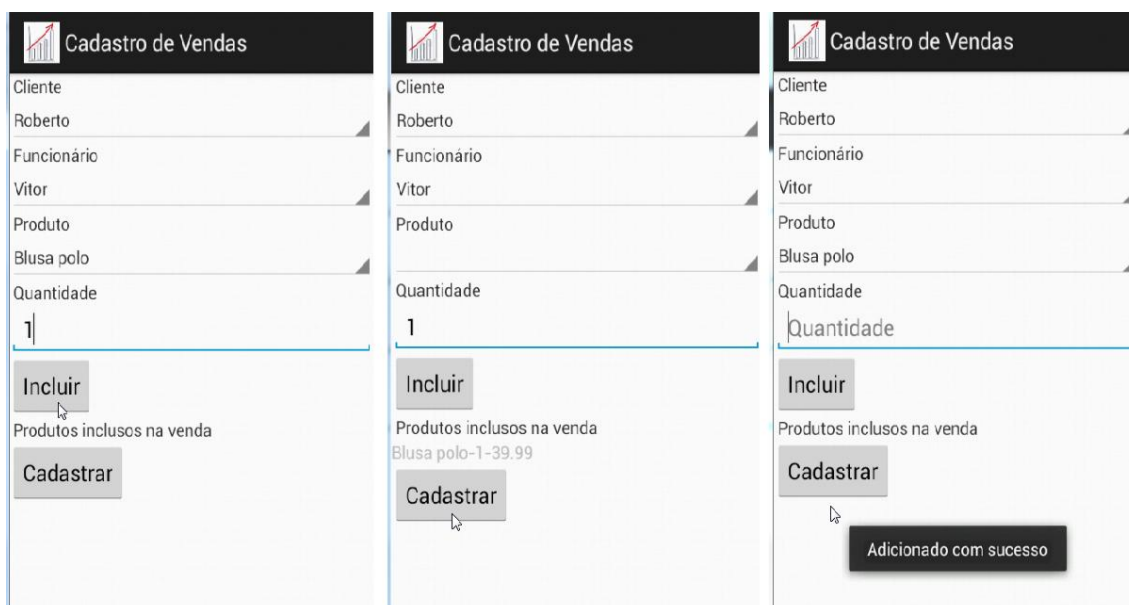 Cadastro de Vendas
Cliente
Roberto
Funcionário
Vitor
Produto
Blusa polo
Quantidade
1
Incluir
Produtos inclusos na venda
Cadastrar
Cadastro de Vendas
Cliente
Roberto
Funcionário
Vitor
Produto
Quantidade
1
Incluir
Produtos inclusos na venda
Blusa polo-1-39.99
Cadastrar
Cadastro de Vendas
Cliente
Roberto
Funcionário
Vitor
Produto
Blusa polo
Quantidade
Quantidade
Incluir
Produtos inclusos na venda
Cadastrar
Adicionado com sucesso